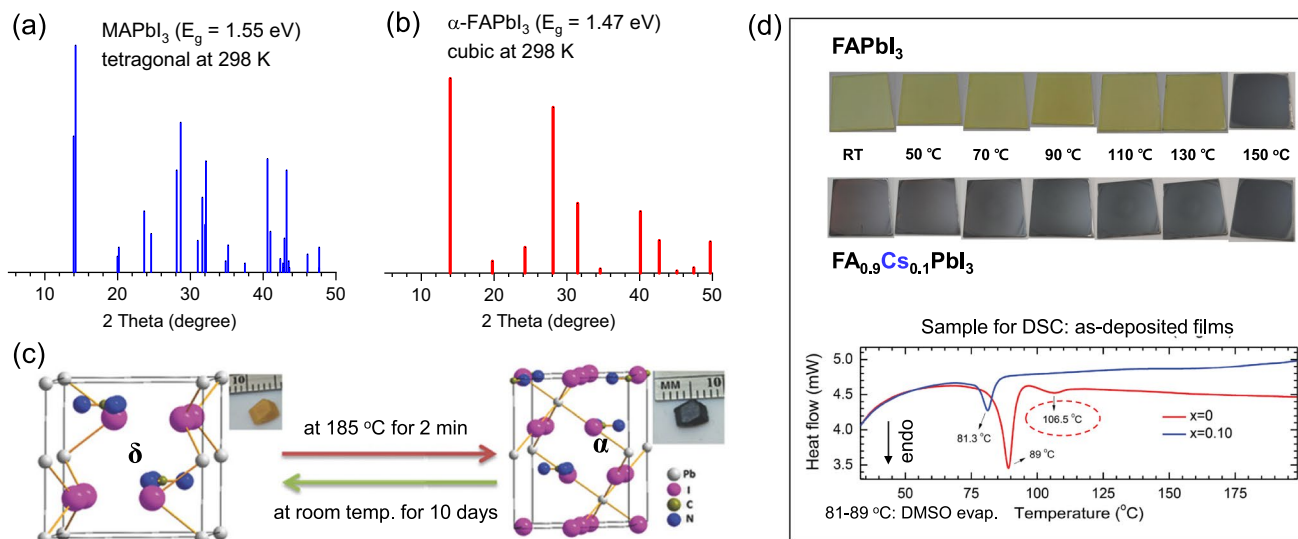 (a)
MAPbI₃ (E_g = 1.55 eV)
tetragonal at 298 K
10 20 30 40 50
2 Theta (degree)
(b)
α-FAPbI₃ (E_g = 1.47 eV)
cubic at 298 K
10 20 30 40 50
2 Theta (degree)
(c)
10
δ
at 185 °C for 2 min
at room temp. for 10 days
MM 10
α
Pb
I
C
N
(d)
FAPbI₃
RT 50 ℃ 70 ℃ 90 ℃ 110 ℃ 130 ℃ 150 °C
FA₀.₉Cs₀.₁PbI₃
Sample for DSC: as-deposited films
Heat flow (mW)
5.0
4.5
4.0
3.5
endo
81.3 °C
89 °C
106.5 °C
x=0
x=0.10
50 75 100 125 150 175
81-89 °C: DMSO evap.
Temperature (°C)